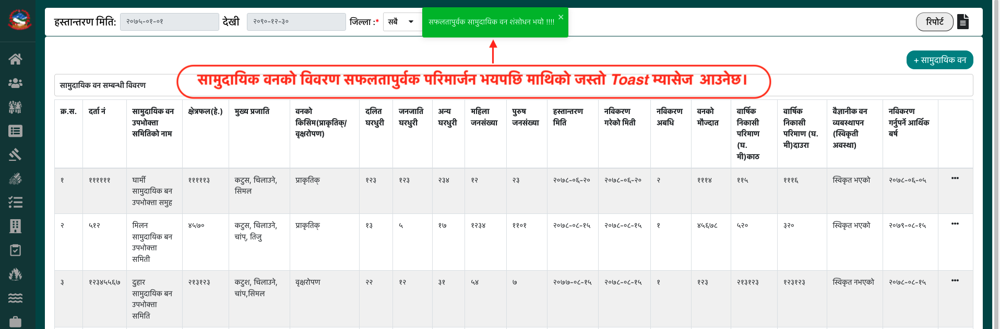 हस्तान्तरण मिति: २०७५-०१-०१ देखी २०९०-१२-३० जिल्ला :* सबै
सफलतापुर्वक सामुदायिक वन शंसोधन भयो !!!! ×
रिपोर्ट
+ सामुदायिक वन
सामुदायिक वनको विवरण सफलतापुर्वक परिमार्जन भयपछि माथिको जस्तो Toast म्यासेज आउनेछ।
सामुदायिक वन सम्बन्धी विवरण
क्र.स. दर्ता नं सामुदायिक वन उपभोक्ता समितिको नाम क्षेत्रफल(हे.) मुख्य प्रजाति वनको किसिम(प्राकृतिक्/वृक्षरोपण) दलित घरधुरी जनजाति घरधुरी अन्य घरधुरी महिला जनसंख्या पुरुष जनसंख्या हस्तान्तरण मिति नविकरण गरेको मिती नविकरण अबधि वनको मौज्दात वार्षिक निकासी परिमाण (घ. मी)काठ वार्षिक निकासी परिमाण (घ. मी)दाउरा वैज्ञानीक वन व्यबस्थापन (स्विकृती अवस्था) नविकरण गर्नुपर्ने आर्थिक बर्ष
१ ११११११ घार्मी सामुदायिक बन उपभोक्ता समुह १११११३ कटुस, चिलाउने, सिमल प्राकृतिक् १२३ १२३ २३४ १२ २३ २०७८-०६-२० २०७८-०६-२० २ १११४ ११५ १११६ स्विकृत भएको २०७८-०६-०५
२ ५१२ मिलन सामुदायिक बन उपभोक्ता समिती ४५७० कटुस, चिलाउने, चांप्, तिजु प्राकृतिक् १३ ५ १७ १२३४ ११०१ २०७८-०८-१५ २०७८-०८-१५ १ ४५६७८ ५२० ३२० स्विकृत भएको २०७९-०८-१५
३ १२३४५५६७ दुहार सामुदायिक बन उपभोक्ता समिति २१३१२३ कटुश, चिलाउने, चांप,सिमल वृक्षरोपण २२ १२ ३१ ५४ ७ २०७७-०८-१५ २०७८-०८-१५ १ १२३ २१३१२३ १२३१२३ स्विकृत नभएको २०७८-०८-१५